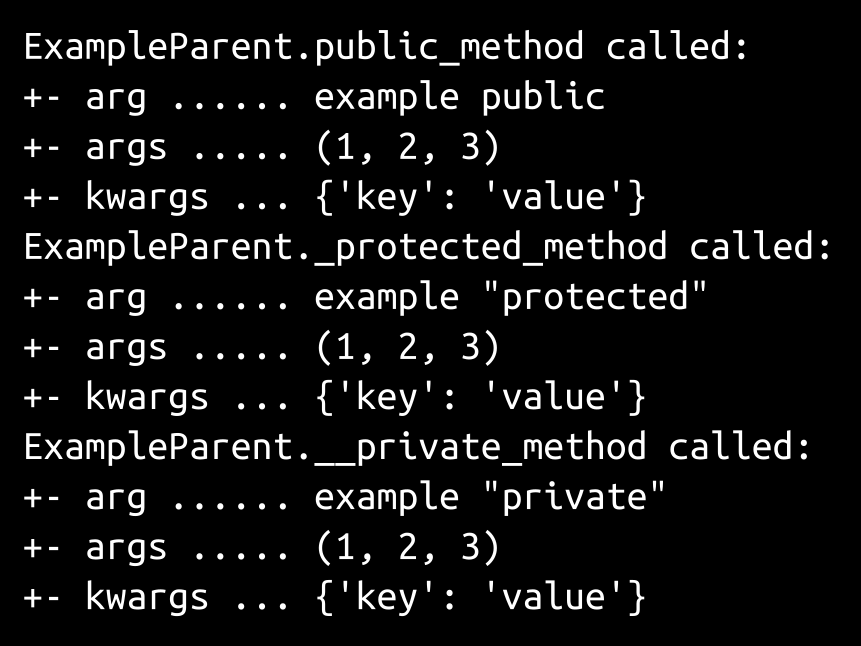 ExampleParent.public_method called:
+- arg ...... example public
+- args ..... (1, 2, 3)
+- kwargs ... {'key': 'value'}
ExampleParent._protected_method called:
+- arg ...... example "protected"
+- args ..... (1, 2, 3)
+- kwargs ... {'key': 'value'}
ExampleParent.__private_method called:
+- arg ...... example "private"
+- args ..... (1, 2, 3)
+- kwargs ... {'key': 'value'}